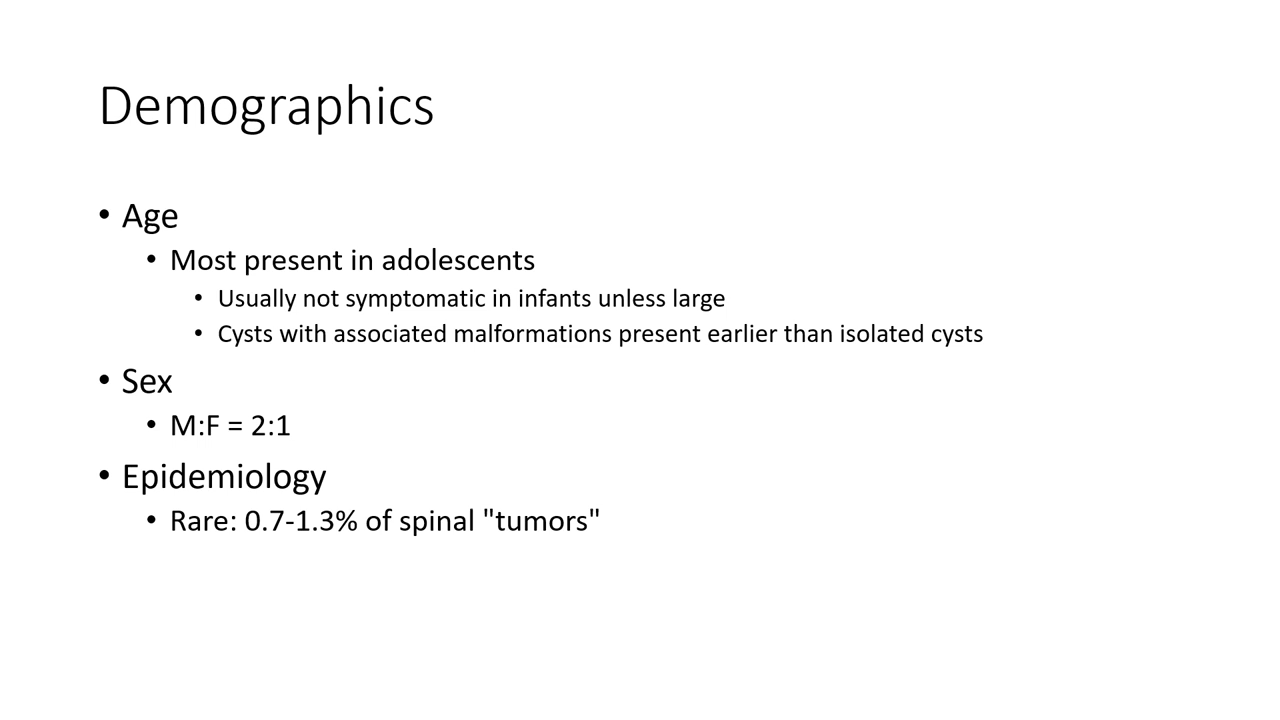 Demographics
• Age
• Most present in adolescents
• Usually not symptomatic in infants unless large
• Cysts with associated malformations present earlier than isolated cysts
• Sex
• M:F = 2:1
• Epidemiology
• Rare: 0.7-1.3% of spinal "tumors"